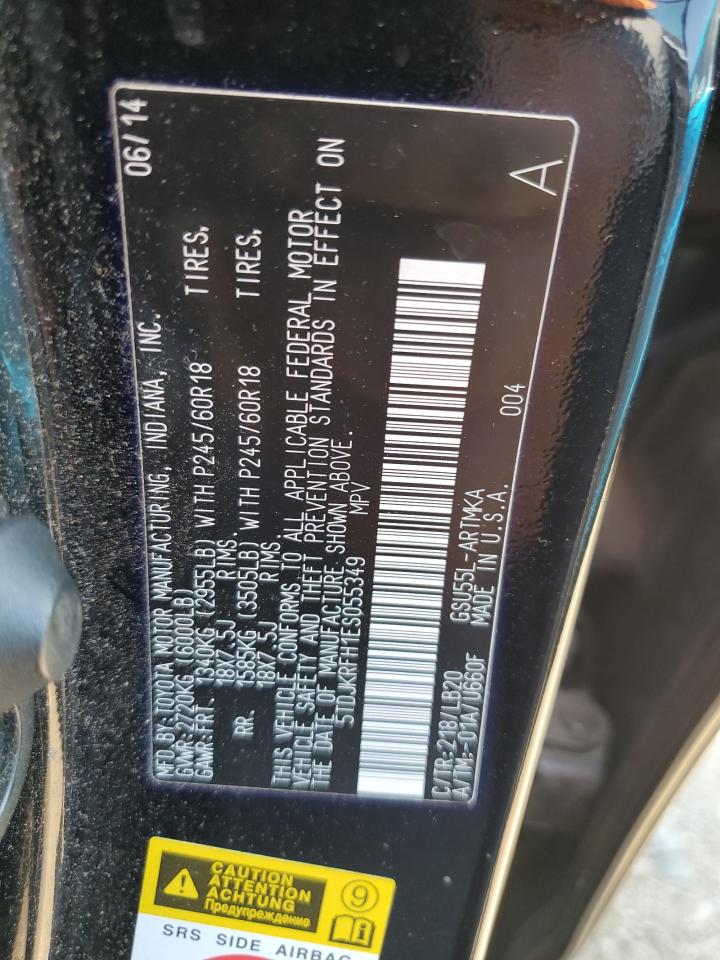 MFD BY: TOYOTA MOTOR MANUFACTURING, INDIANA, INC. 06/14
GVWR: 2720KG (6000LB)
GAWR: FRT. 1340KG (2955LB) WITH P245/60R18 TIRES,
18X7.5J RIMS,
RR. 1585KG (3505LB) WITH P245/60R18 TIRES,
18X7.5J RIMS.
THIS VEHICLE CONFORMS TO ALL APPLICABLE FEDERAL MOTOR
VEHICLE SAFETY AND THEFT PREVENTION STANDARDS IN EFFECT ON
THE DATE OF MANUFACTURE SHOWN ABOVE.
5TDJKRFH1ES055349 MPV
C/TR: 218/LB20 GSU55L-ARTMKA
A/TM: -01A/U660F MADE IN U.S.A. 004 A
CAUTION
ATTENTION
ACHTUNG
Предупреждение
9
SRS SIDE AIRBAG